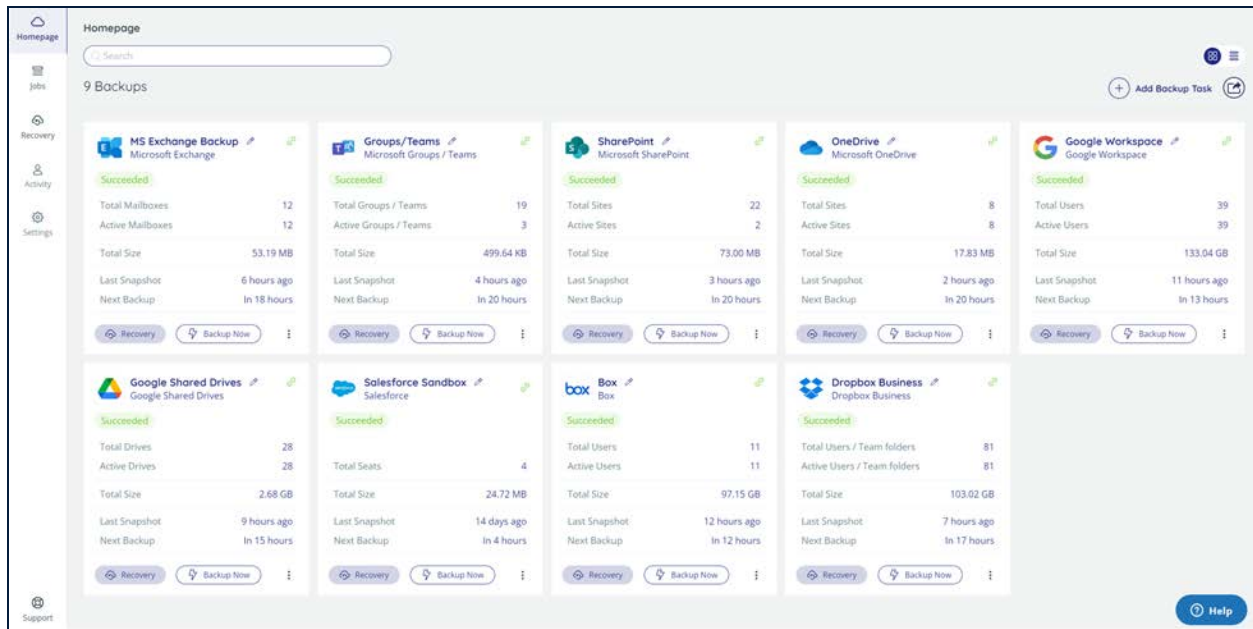 Homepage
Jobs
Recovery
Activity
Settings
Support
Homepage
Search
9 Backups
Add Backup Task
MS Exchange Backup
Microsoft Exchange
Succeeded
Total Mailboxes 12
Active Mailboxes 12
Total Size 53.19 MB
Last Snapshot 6 hours ago
Next Backup In 18 hours
Recovery Backup Now
Groups/Teams
Microsoft Groups / Teams
Succeeded
Total Groups / Teams 19
Active Groups / Teams 3
Total Size 499.64 KB
Last Snapshot 4 hours ago
Next Backup In 20 hours
Recovery Backup Now
SharePoint
Microsoft SharePoint
Succeeded
Total Sites 22
Active Sites 2
Total Size 73.00 MB
Last Snapshot 3 hours ago
Next Backup In 20 hours
Recovery Backup Now
OneDrive
Microsoft OneDrive
Succeeded
Total Sites 8
Active Sites 8
Total Size 17.83 MB
Last Snapshot 2 hours ago
Next Backup In 20 hours
Recovery Backup Now
Google Workspace
Google Workspace
Succeeded
Total Users 39
Active Users 39
Total Size 133.04 GB
Last Snapshot 11 hours ago
Next Backup In 13 hours
Recovery Backup Now
Google Shared Drives
Google Shared Drives
Succeeded
Total Drives 28
Active Drives 28
Total Size 2.68 GB
Last Snapshot 9 hours ago
Next Backup In 15 hours
Recovery Backup Now
Salesforce Sandbox
Salesforce
Succeeded
Total Seats 4
Total Size 24.72 MB
Last Snapshot 14 days ago
Next Backup In 4 hours
Recovery Backup Now
box
Box
Box
Succeeded
Total Users 11
Active Users 11
Total Size 97.15 GB
Last Snapshot 12 hours ago
Next Backup In 12 hours
Recovery Backup Now
Dropbox Business
Dropbox Business
Succeeded
Total Users / Team folders 81
Active Users / Team folders 81
Total Size 103.02 GB
Last Snapshot 7 hours ago
Next Backup In 17 hours
Recovery Backup Now
Help